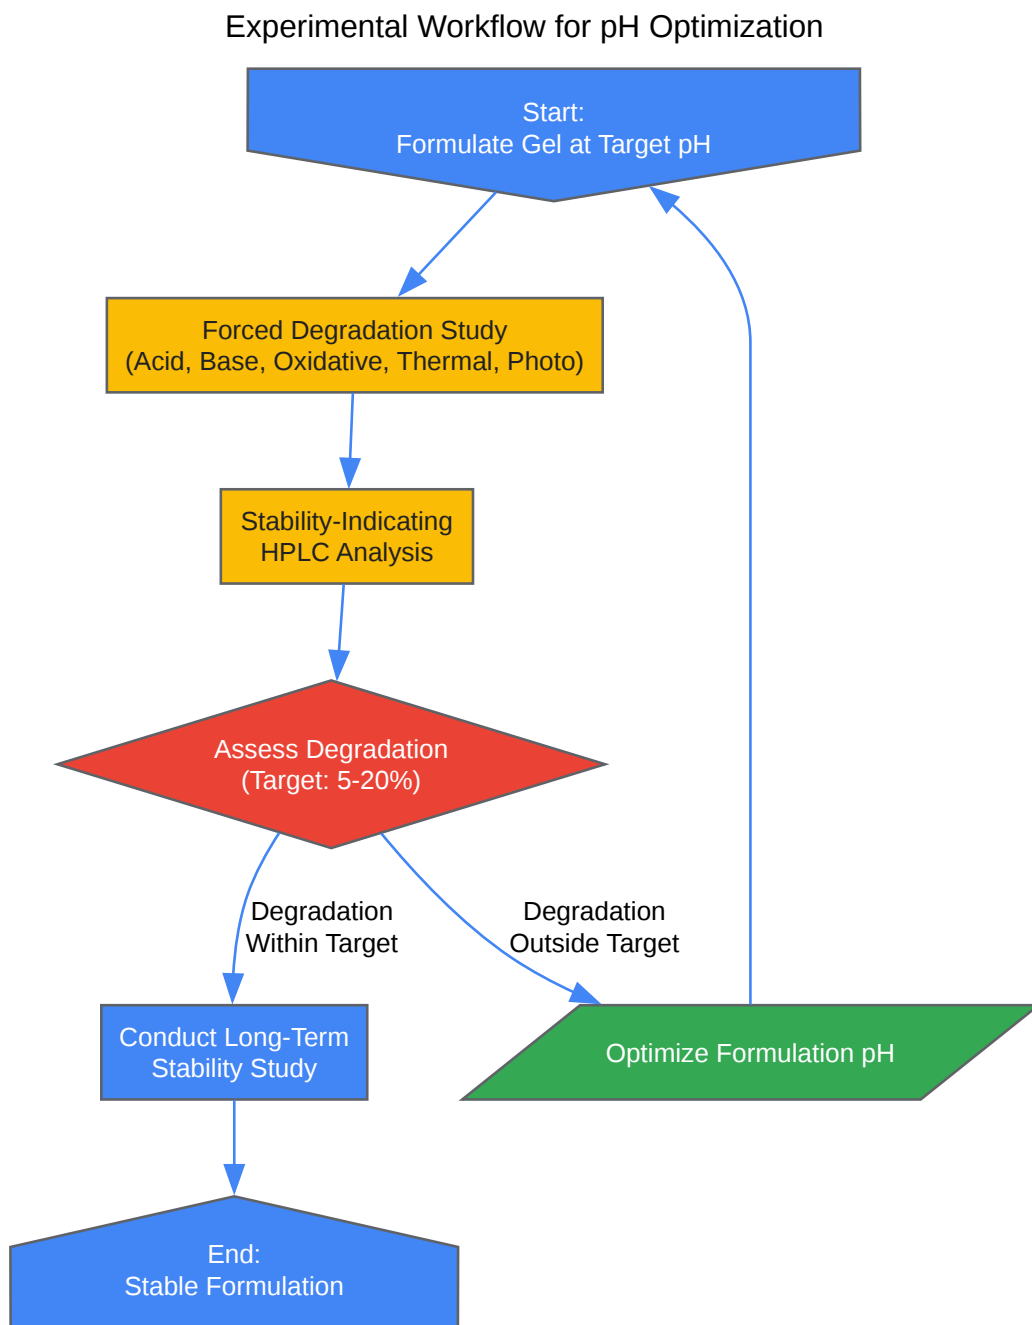 Experimental Workflow for pH Optimization
Start:
Formulate Gel at Target pH
Forced Degradation Study
(Acid, Base, Oxidative, Thermal, Photo)
Stability-Indicating
HPLC Analysis
Assess Degradation
(Target: 5-20%)
Degradation
Within Target
Degradation
Outside Target
Conduct Long-Term
Stability Study
Optimize Formulation pH
End:
Stable Formulation